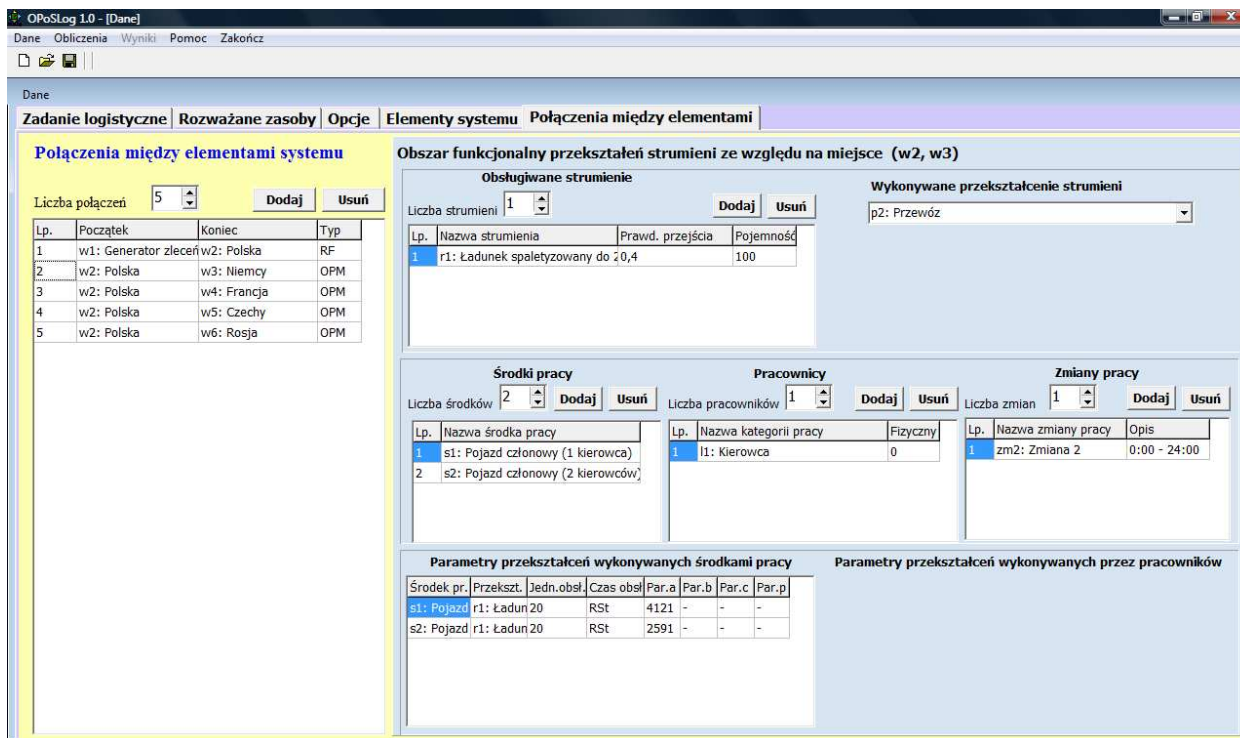 OPoSLog 1.0 - [Dane]
Dane Obliczenia Wyniki Pomoc Zakończ
Dane
Zadanie logistyczne Rozważane zasoby Opcje Elementy systemu Połączenia między elementami
Połączenia między elementami systemu
Liczba połączeń 5 Dodaj Usuń
Lp. Początek Koniec Typ
1 w1: Generator zleceń w2: Polska RF
2 w2: Polska w3: Niemcy OPM
3 w2: Polska w4: Francja OPM
4 w2: Polska w5: Czechy OPM
5 w2: Polska w6: Rosja OPM
Obszar funkcjonalny przekształceń strumieni ze względu na miejsce (w2, w3)
Obsługiwane strumienie
Liczba strumieni 1 Dodaj Usuń
Lp. Nazwa strumienia Prawd. przejścia Pojemność
1 r1: Ładunek spaletyzowany do 2 0,4 100
Wykonywane przekształcenie strumieni
p2: Przewóz
Środki pracy
Liczba środków 2 Dodaj Usuń
Lp. Nazwa środka pracy
1 s1: Pojazd członowy (1 kierowca)
2 s2: Pojazd członowy (2 kierowców)
Pracownicy
Liczba pracowników 1 Dodaj Usuń
Lp. Nazwa kategorii pracy Fizyczny
1 l1: Kierowca 0
Zmiany pracy
Liczba zmian 1 Dodaj Usuń
Lp. Nazwa zmiany pracy Opis
1 zm2: Zmiana 2 0:00 - 24:00
Parametry przekształceń wykonywanych środkami pracy
Środek pr. Przekszt. Jedn.obsł. Czas obsł Par.a Par.b Par.c Par.p
s1: Pojazd r1: Ładun 20 RSt 4121 - - -
s2: Pojazd r1: Ładun 20 RSt 2591 - - -
Parametry przekształceń wykonywanych przez pracowników